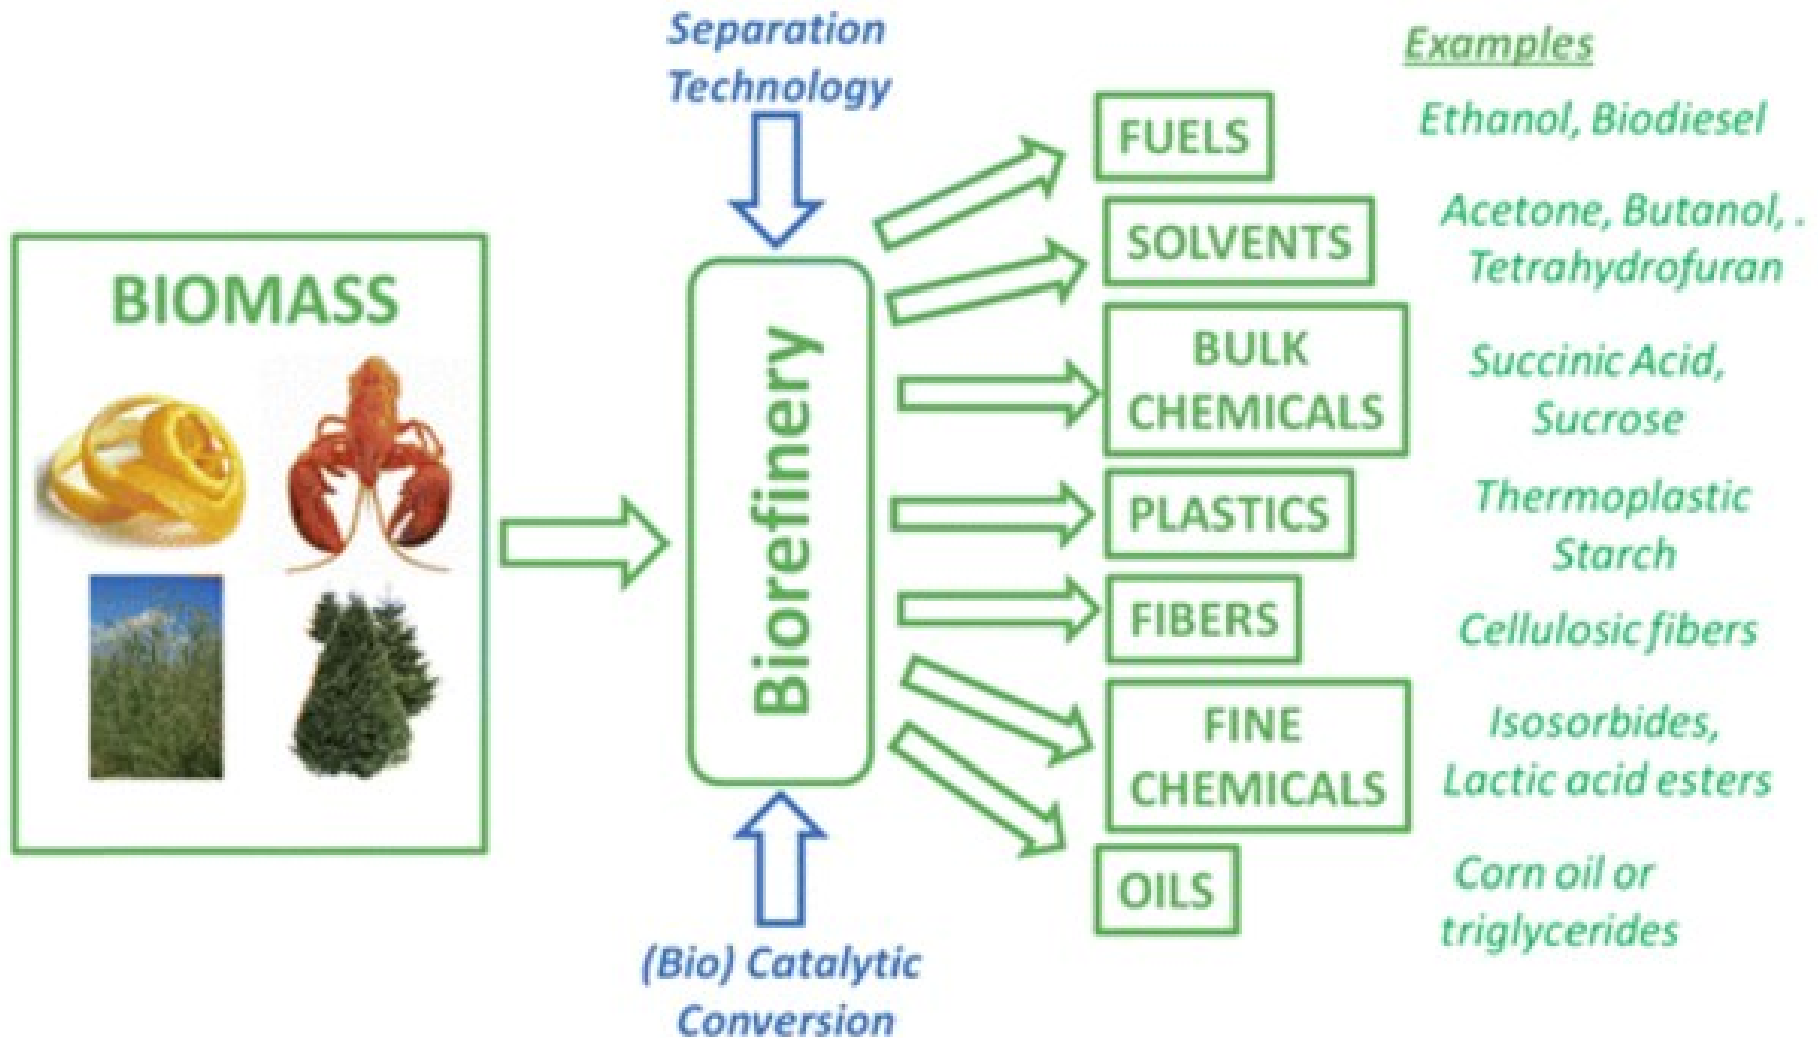 Separation
Technology
BIOMASS
Biorefinery
(Bio) Catalytic
Conversion
FUELS
SOLVENTS
BULK
CHEMICALS
PLASTICS
FIBERS
FINE
CHEMICALS
OILS
Examples
Ethanol, Biodiesel
Acetone, Butanol, .
Tetrahydrofuran
Succinic Acid,
Sucrose
Thermoplastic
Starch
Cellulosic fibers
Isosorbides,
Lactic acid esters
Corn oil or
triglycerides